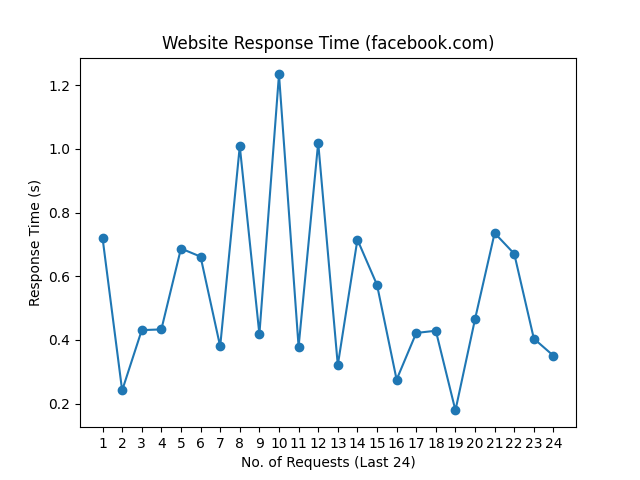 Website Response Time (facebook.com)
1.2
1.0
0.8
0.6
0.4
0.2
Response Time (s)
1 2 3 4 5 6 7 8 9 10 11 12 13 14 15 16 17 18 19 20 21 22 23 24
No. of Requests (Last 24)